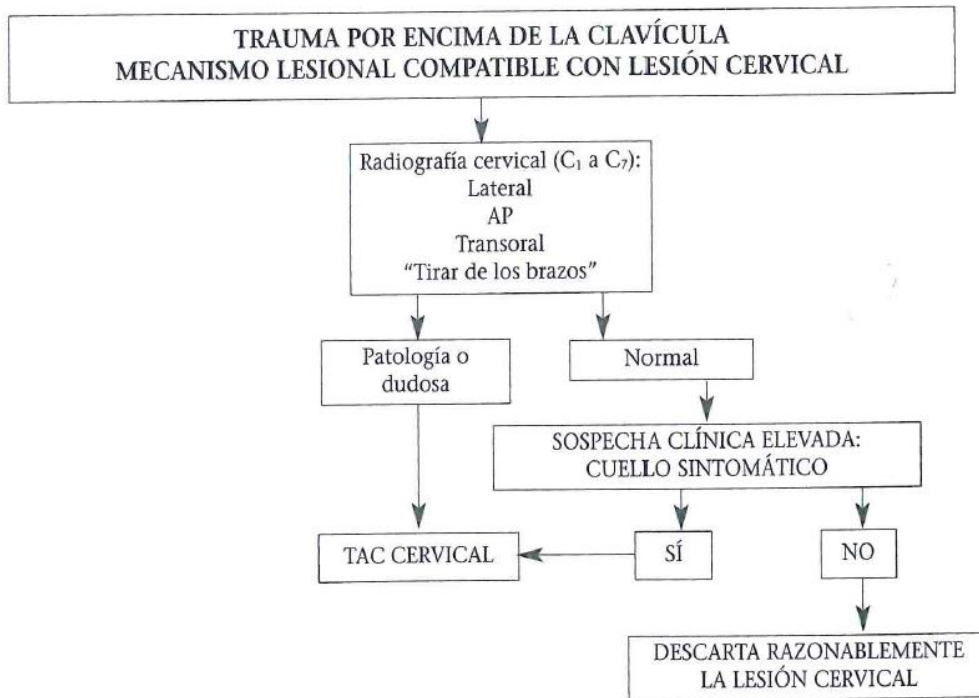 TRAUMA POR ENCIMA DE LA CLAVÍCULA
MECANISMO LESIONAL COMPATIBLE CON LESIÓN CERVICAL
Radiografía cervical (C₁ a C₇):
Lateral
AP
Transoral
“Tirar de los brazos”
Patología o
dudosa
Normal
SOSPECHA CLÍNICA ELEVADA:
CUELLO SINTOMÁTICO
TAC CERVICAL
SÍ
NO
DESCARTA RAZONABLEMENTE
LA LESIÓN CERVICAL